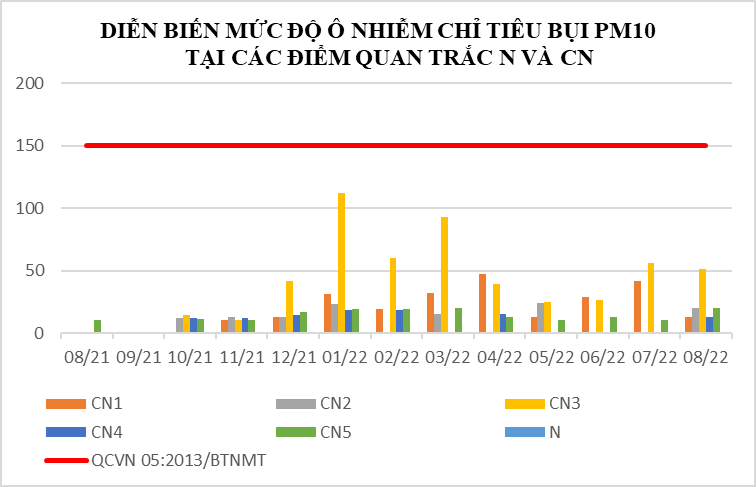 DIỄN BIẾN MỨC ĐỘ Ô NHIỄM CHỈ TIÊU BỤI PM10
TẠI CÁC ĐIỂM QUAN TRẮC N VÀ CN
200
150
100
50
0
08/21 09/21 10/21 11/21 12/21 01/22 02/22 03/22 04/22 05/22 06/22 07/22 08/22
CN1 CN2 CN3
CN4 CN5 N
QCVN 05:2013/BTNMT